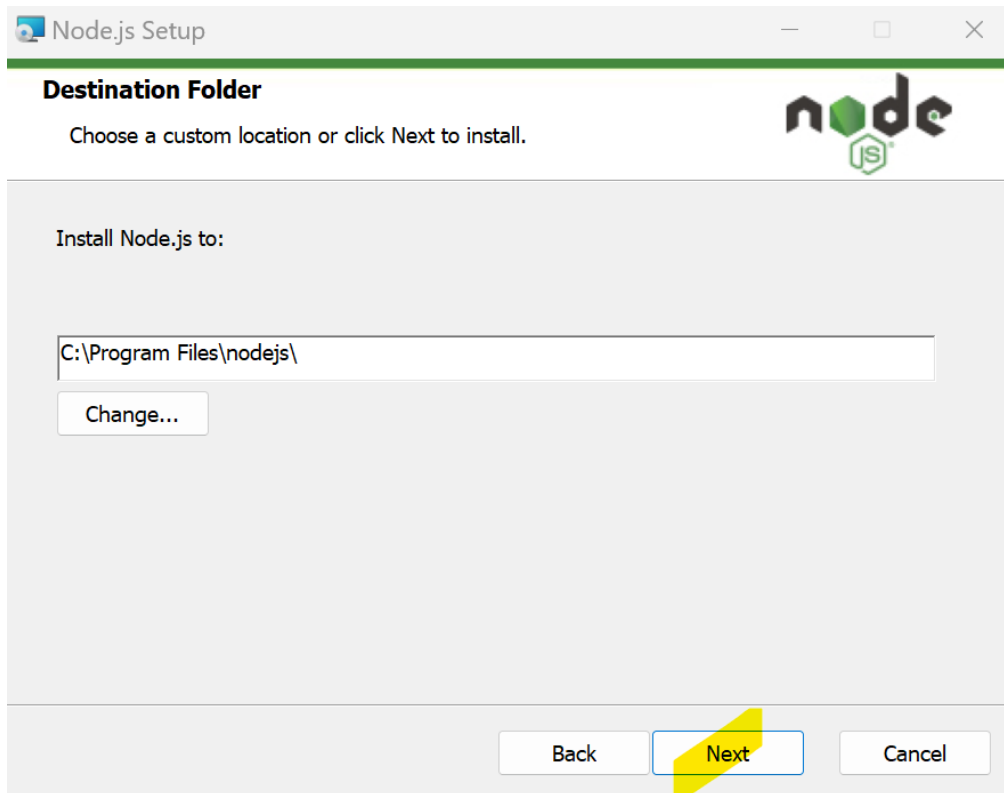 Node.js Setup
Destination Folder
Choose a custom location or click Next to install.
node
JS
Install Node.js to:
C:\Program Files\nodejs\
Change...
Back
Next
Cancel